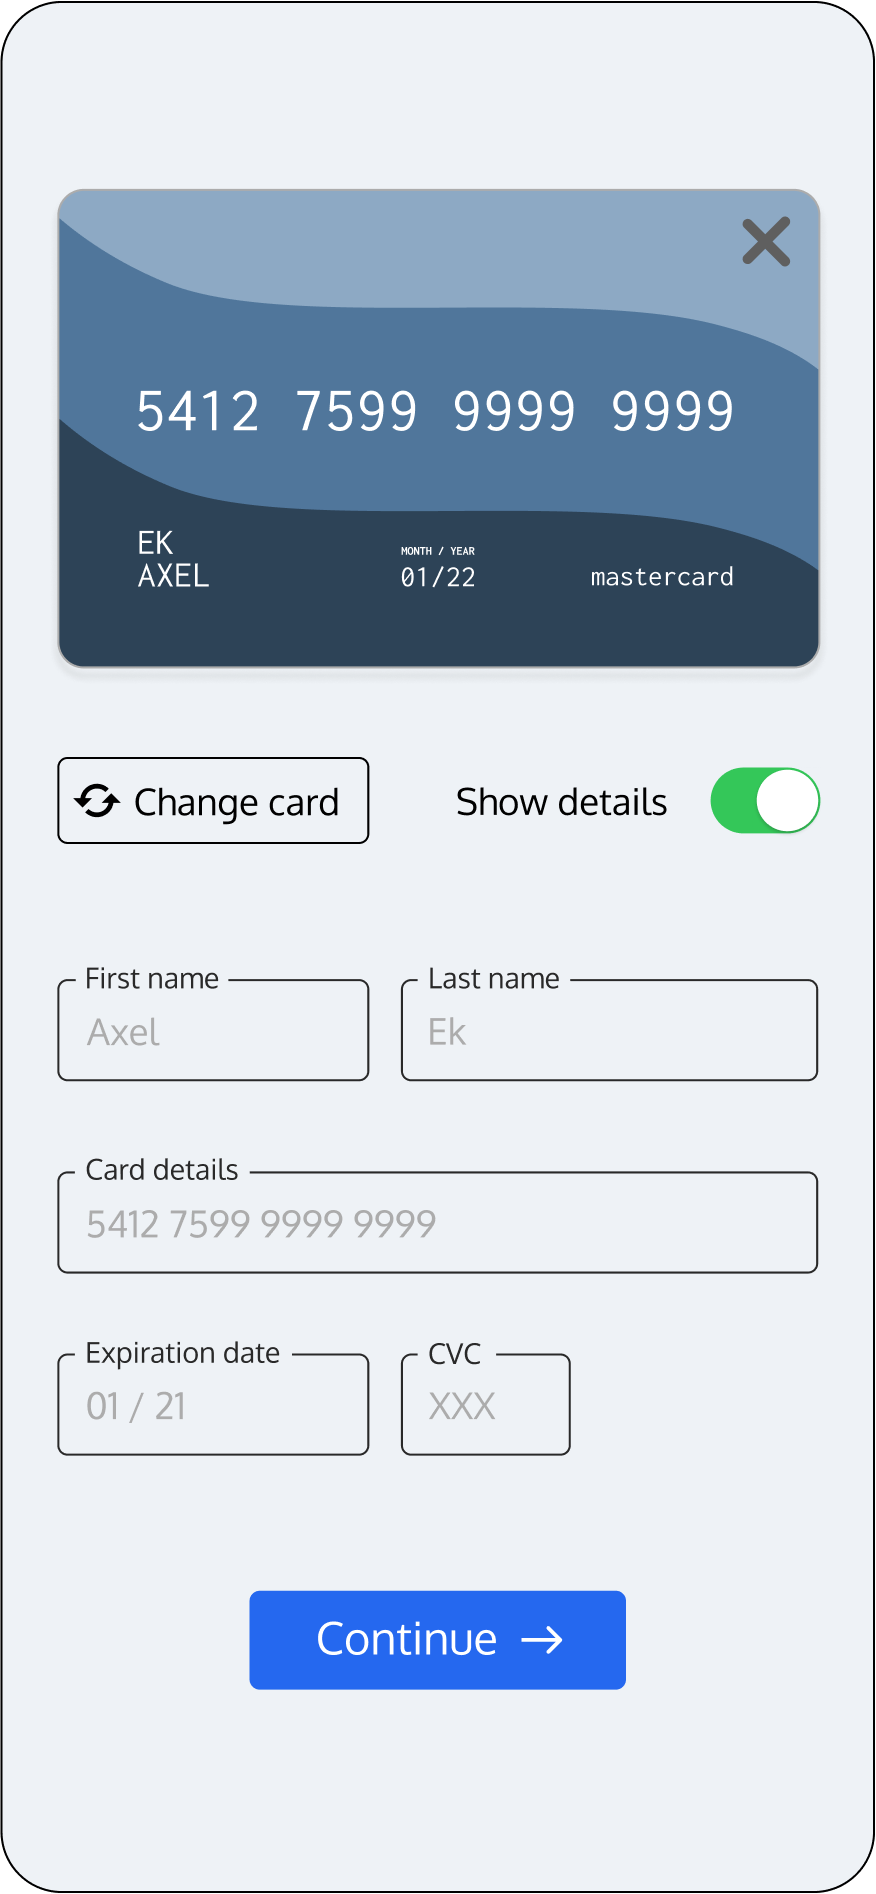 5412 7599 9999 9999
EK
AXEL
MONTH / YEAR
01/22
mastercard
Change card
Show details
First name
Axel
Last name
Ek
Card details
5412 7599 9999 9999
Expiration date
01 / 21
CVC
XXX
Continue →